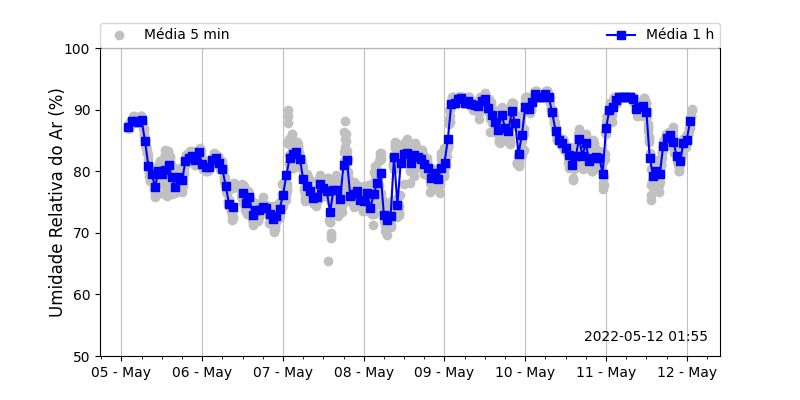 Média 5 min
Média 1 h
Umidade Relativa do Ar (%)
100
90
80
70
60
50
2022-05-12 01:55
05 - May
06 - May
07 - May
08 - May
09 - May
10 - May
11 - May
12 - May